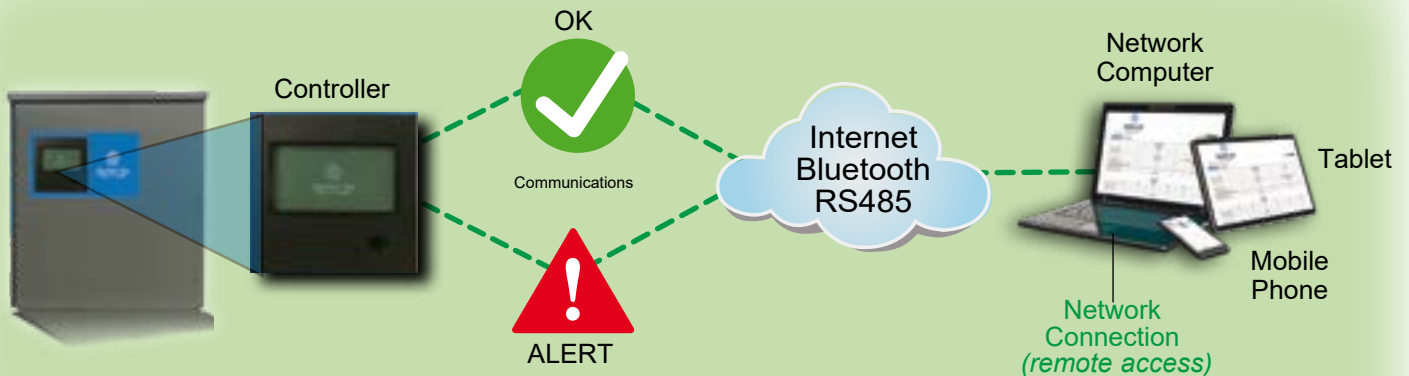 OK
Controller
Communications
ALERT
Internet
Bluetooth
RS485
Network
Computer
Tablet
Mobile
Phone
Network
Connection
(remote access)